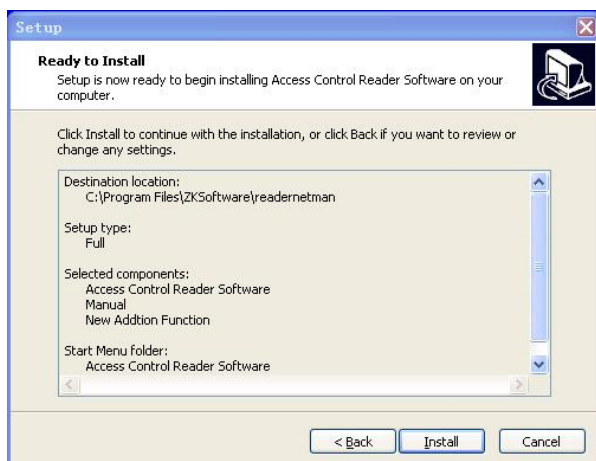 Setup
Ready to Install
Setup is now ready to begin installing Access Control Reader Software on your
computer.
Click Install to continue with the installation, or click Back if you want to review or
change any settings.
Destination location:
C:\Program Files\ZKSoftware\readernetman
Setup type:
Full
Selected components:
Access Control Reader Software
Manual
New Addtion Function
Start Menu folder:
Access Control Reader Software
< Back
Install
Cancel